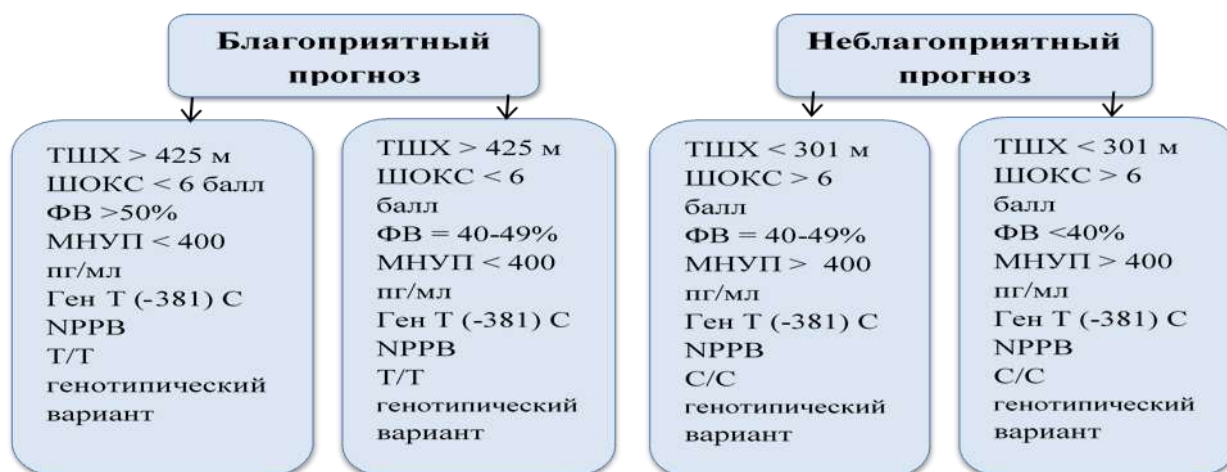 Благоприятный
прогноз
Неблагоприятный
прогноз
ТШХ > 425 м
ШОКС < 6 балл
ФВ >50%
МНУП < 400
пг/мл
Ген Т (-381) С
NPPB
Т/Т
генотипический
вариант
ТШХ > 425 м
ШОКС < 6
балл
ФВ = 40-49%
МНУП < 400
пг/мл
Ген Т (-381) С
NPPB
Т/Т
генотипический
вариант
ТШХ < 301 м
ШОКС > 6
балл
ФВ = 40-49%
МНУП > 400
пг/мл
Ген Т (-381) С
NPPB
С/С
генотипический
вариант
ТШХ < 301 м
ШОКС > 6
балл
ФВ <40%
МНУП > 400
пг/мл
Ген Т (-381) С
NPPB
С/С
генотипический
вариант